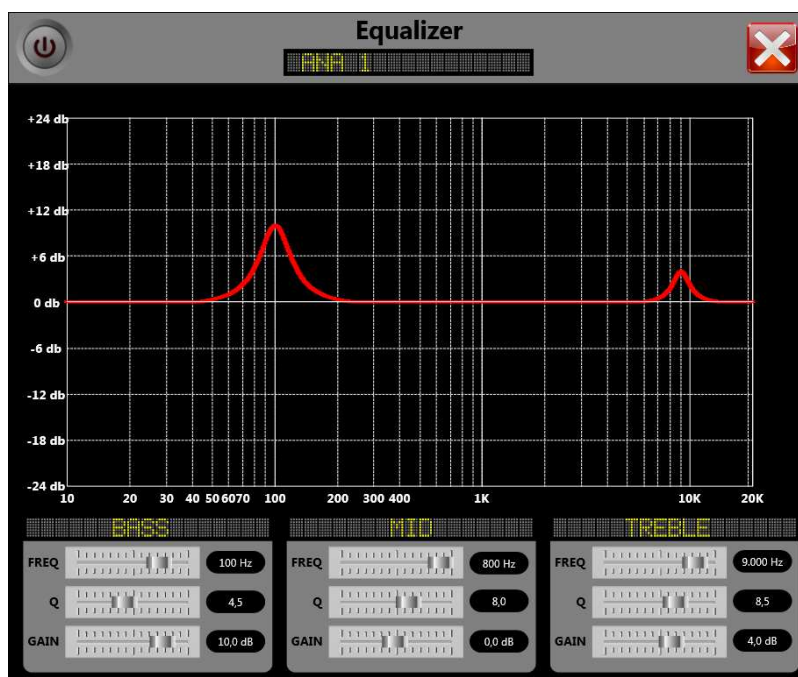 Equalizer
ANA 1
+24 db
+18 db
+12 db
+6 db
0 db
-6 db
-12 db
-18 db
-24 db
10 20 30 40 50 60 70 100 200 300 400 1K 10K 20K
BASS MID TREBLE
FREQ 100 Hz FREQ 800 Hz FREQ 9.000 Hz
Q 4,5 Q 8,0 Q 8,5
GAIN 10,0 dB GAIN 0,0 dB GAIN 4,0 dB